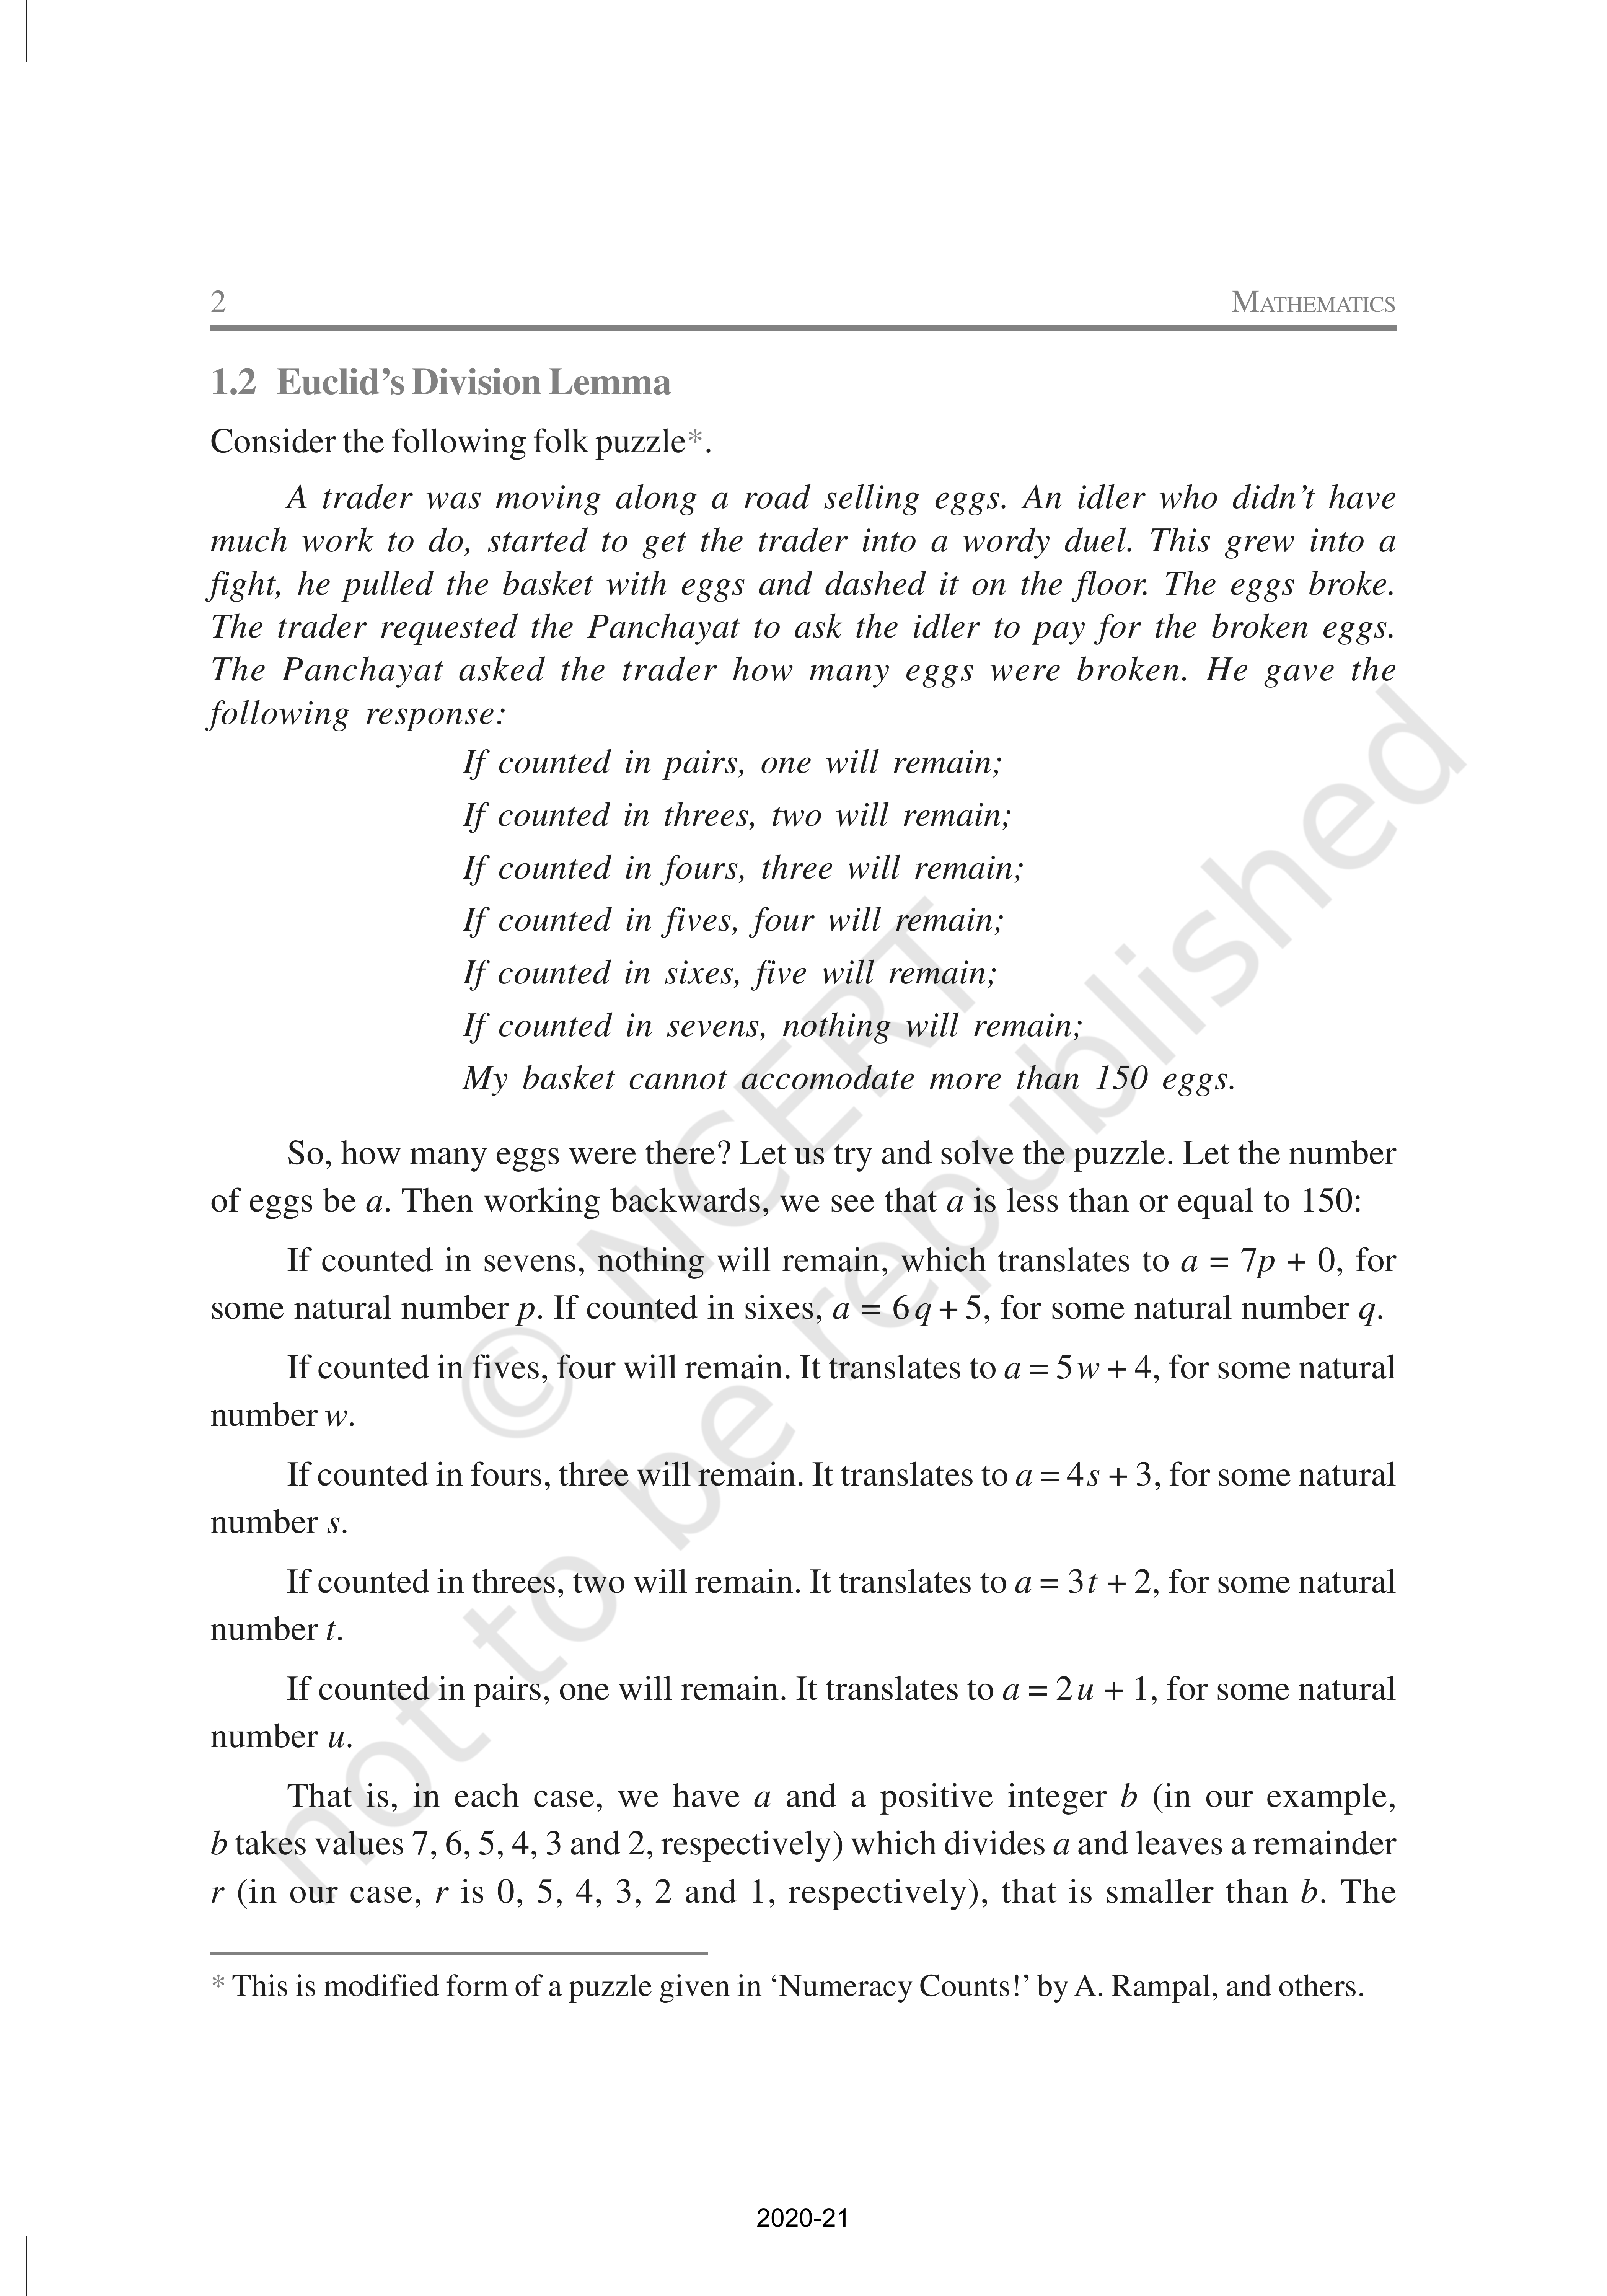 2 MATHEMATICS
1.2 Euclid’s Division Lemma
Consider the following folk puzzle*.
A trader was moving along a road selling eggs. An idler who didn’t have
much work to do, started to get the trader into a wordy duel. This grew into a
fight, he pulled the basket with eggs and dashed it on the floor. The eggs broke.
The trader requested the Panchayat to ask the idler to pay for the broken eggs.
The Panchayat asked the trader how many eggs were broken. He gave the
following response:
If counted in pairs, one will remain;
If counted in threes, two will remain;
If counted in fours, three will remain;
If counted in fives, four will remain;
If counted in sixes, five will remain;
If counted in sevens, nothing will remain;
My basket cannot accomodate more than 150 eggs.
So, how many eggs were there? Let us try and solve the puzzle. Let the number
of eggs be a. Then working backwards, we see that a is less than or equal to 150:
If counted in sevens, nothing will remain, which translates to a = 7p + 0, for
some natural number p. If counted in sixes, a = 6q + 5, for some natural number q.
If counted in fives, four will remain. It translates to a = 5w + 4, for some natural
number w.
If counted in fours, three will remain. It translates to a = 4s + 3, for some natural
number s.
If counted in threes, two will remain. It translates to a = 3t + 2, for some natural
number t.
If counted in pairs, one will remain. It translates to a = 2u + 1, for some natural
number u.
That is, in each case, we have a and a positive integer b (in our example,
b takes values 7, 6, 5, 4, 3 and 2, respectively) which divides a and leaves a remainder
r (in our case, r is 0, 5, 4, 3, 2 and 1, respectively), that is smaller than b. The
* This is modified form of a puzzle given in ‘Numeracy Counts!’ by A. Rampal, and others.
2020-21
© NCERT
not to be republished